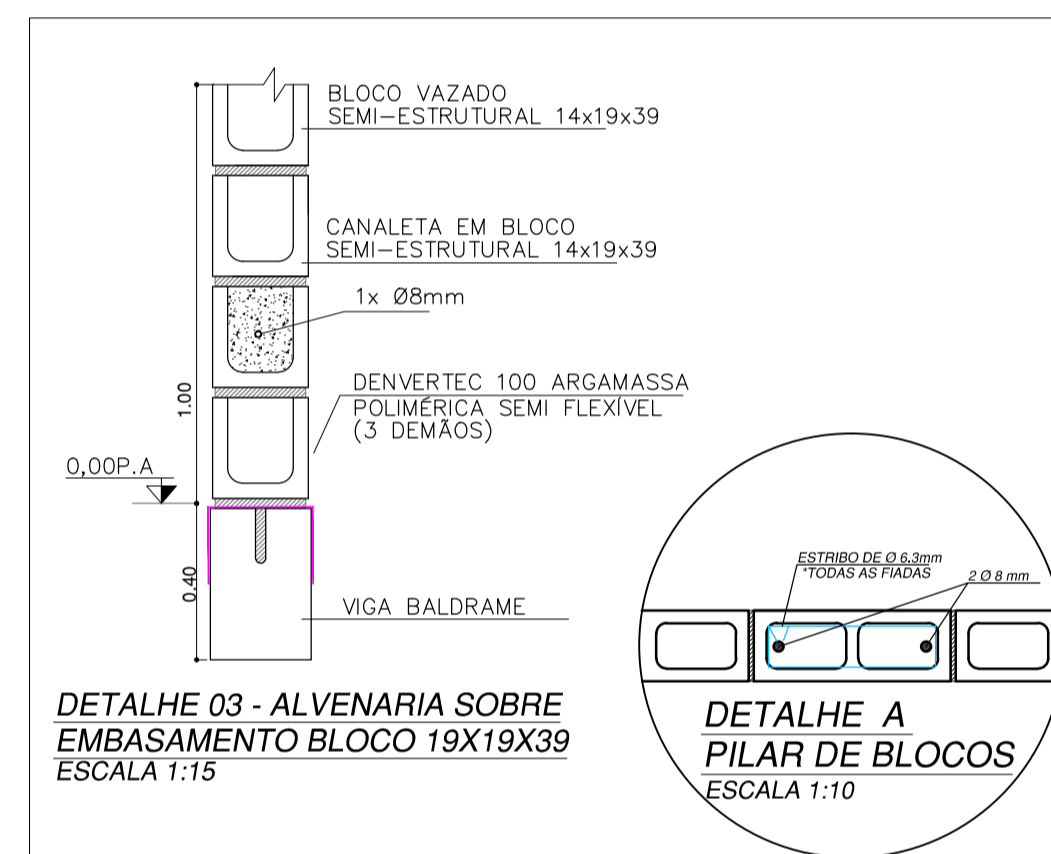 BLOCO VAZADO
SEMI-ESTRUTURAL 14x19x39
CANALETA EM BLOCO
SEMI-ESTRUTURAL 14x19x39
1x Ø8mm
1.00
DENVERTEC 100 ARGAMASSA
POLIMÉRICA SEMI FLEXÍVEL
(3 DEMÃOS)
0,00P.A
0.40
VIGA BALDRAME
DETALHE 03 - ALVENARIA SOBRE
EMBASAMENTO BLOCO 19X19X39
ESCALA 1:15
ESTRIBO DE Ø 6.3mm
*TODAS AS FIADAS
2 Ø 8 mm
DETALHE A
PILAR DE BLOCOS
ESCALA 1:10